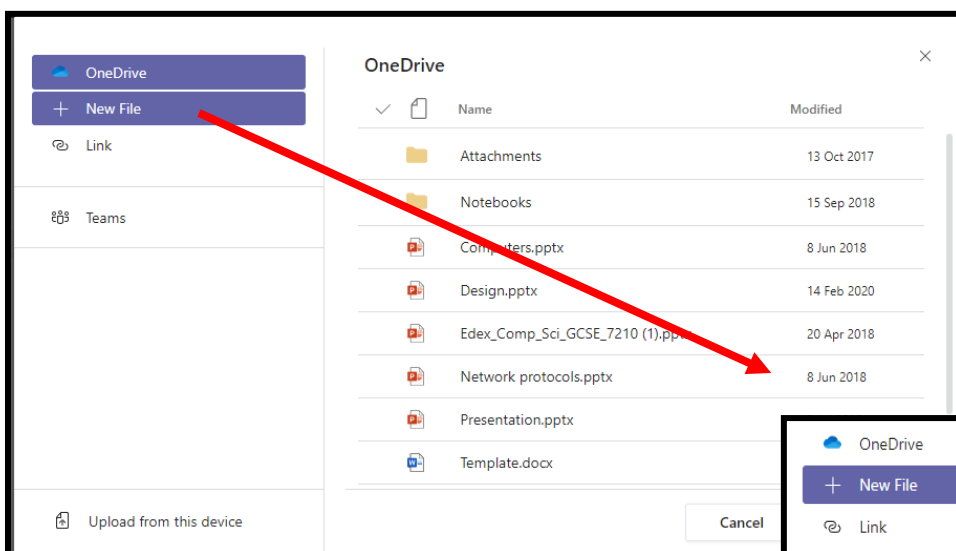 OneDrive
New File
Link
Teams
Upload from this device
OneDrive
Name Modified
Attachments 13 Oct 2017
Notebooks 15 Sep 2018
Computers.pptx 8 Jun 2018
Design.pptx 14 Feb 2020
Edex_Comp_Sci_GCSE_7210 (1).pptx 20 Apr 2018
Network protocols.pptx 8 Jun 2018
Presentation.pptx
Template.docx
Cancel
OneDrive
New File
Link